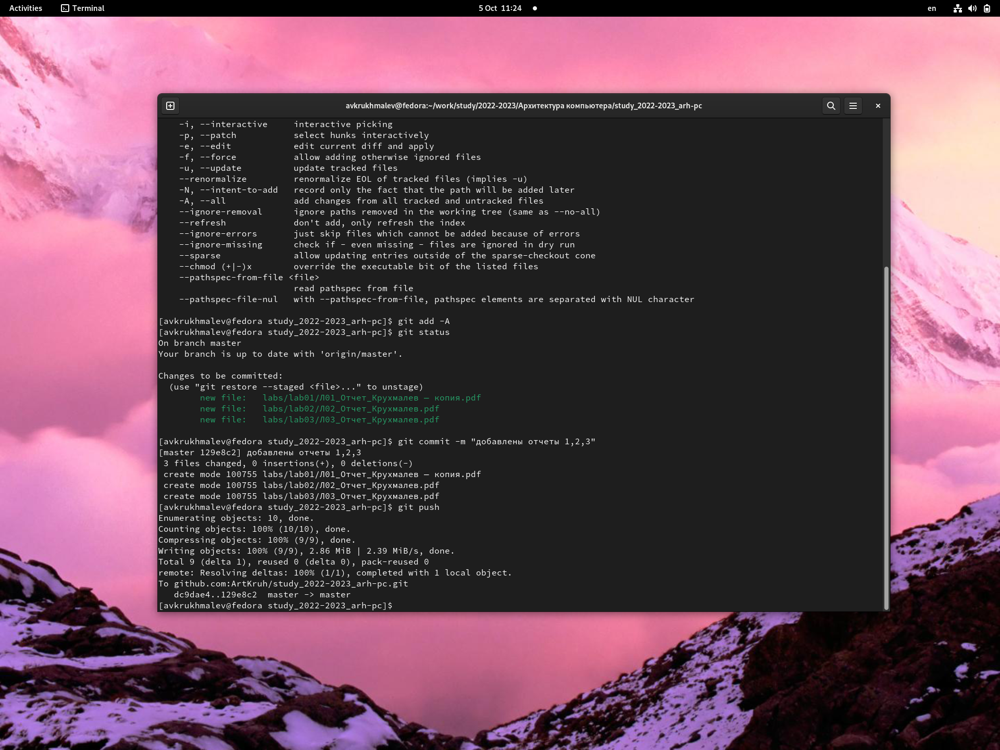 Activities Terminal 5 Oct 11:24 en
avkrukhmalev@fedora:~/work/study/2022-2023/Архитектура компьютера/study_2022-2023_arh-pc
-i, --interactive     interactive picking
-p, --patch           select hunks interactively
-e, --edit            edit current diff and apply
-f, --force           allow adding otherwise ignored files
-u, --update          update tracked files
--renormalize         renormalize EOL of tracked files (implies -u)
-N, --intent-to-add   record only the fact that the path will be added later
-A, --all             add changes from all tracked and untracked files
--ignore-removal      ignore paths removed in the working tree (same as --no-all)
--refresh             don't add, only refresh the index
--ignore-errors       just skip files which cannot be added because of errors
--ignore-missing      check if - even missing - files are ignored in dry run
--sparse              allow updating entries outside of the sparse-checkout cone
--chmod (+|-)x        override the executable bit of the listed files
--pathspec-from-file <file>
read pathspec from file
--pathspec-file-nul   with --pathspec-from-file, pathspec elements are separated with NUL character
[avkrukhmalev@fedora study_2022-2023_arh-pc]$ git add -A
[avkrukhmalev@fedora study_2022-2023_arh-pc]$ git status
On branch master
Your branch is up to date with 'origin/master'.
Changes to be committed:
(use "git restore --staged <file>..." to unstage)
new file:   labs/lab01/Л01_Отчет_Крухмалев — копия.pdf
new file:   labs/lab02/Л02_Отчет_Крухмалев.pdf
new file:   labs/lab03/Л03_Отчет_Крухмалев.pdf
[avkrukhmalev@fedora study_2022-2023_arh-pc]$ git commit -m "добавлены отчеты 1,2,3"
[master 129e8c2] добавлены отчеты 1,2,3
3 files changed, 0 insertions(+), 0 deletions(-)
create mode 100755 labs/lab01/Л01_Отчет_Крухмалев — копия.pdf
create mode 100755 labs/lab02/Л02_Отчет_Крухмалев.pdf
create mode 100755 labs/lab03/Л03_Отчет_Крухмалев.pdf
[avkrukhmalev@fedora study_2022-2023_arh-pc]$ git push
Enumerating objects: 10, done.
Counting objects: 100% (10/10), done.
Compressing objects: 100% (9/9), done.
Writing objects: 100% (9/9), 2.86 MiB | 2.39 MiB/s, done.
Total 9 (delta 1), reused 0 (delta 0), pack-reused 0
remote: Resolving deltas: 100% (1/1), completed with 1 local object.
To github.com:ArtKruh/study_2022-2023_arh-pc.git
dc9dae4..129e8c2  master -> master
[avkrukhmalev@fedora study_2022-2023_arh-pc]$